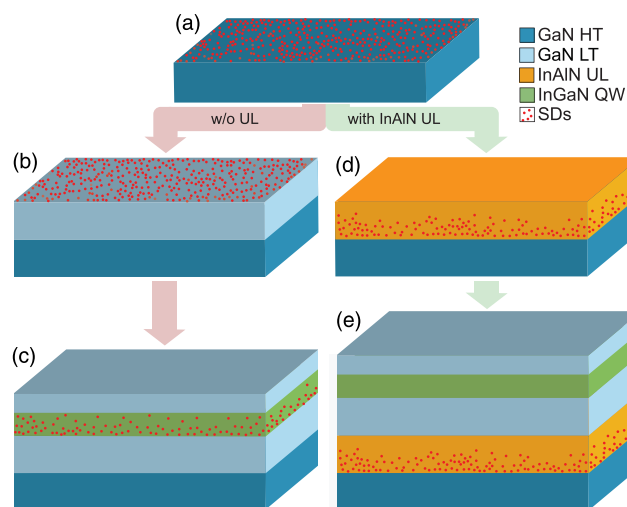 (a)
GaN HT
GaN LT
InAlN UL
InGaN QW
SDs
w/o UL
with InAlN UL
(b)
(d)
(c)
(e)